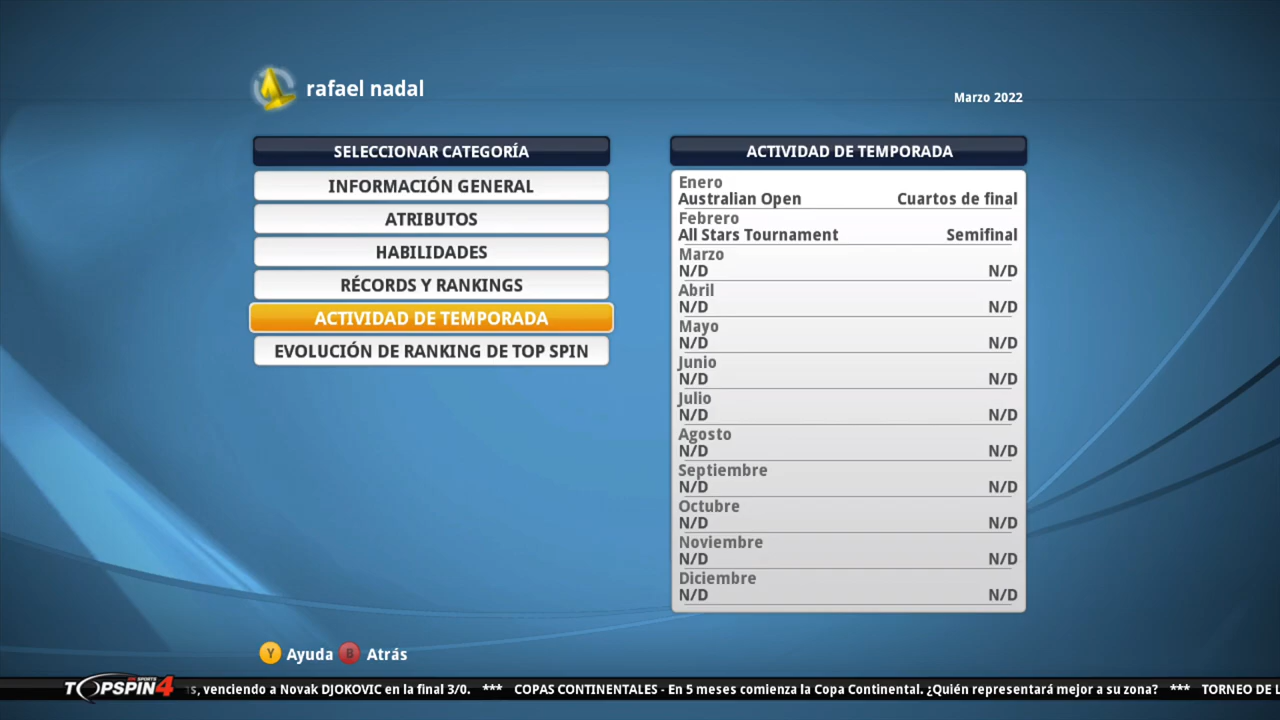 rafael nadal
Marzo 2022
SELECCIONAR CATEGORÍA
INFORMACIÓN GENERAL
ATRIBUTOS
HABILIDADES
RÉCORDS Y RANKINGS
ACTIVIDAD DE TEMPORADA
EVOLUCIÓN DE RANKING DE TOP SPIN
ACTIVIDAD DE TEMPORADA
Enero
Australian Open Cuartos de final
Febrero
All Stars Tournament Semifinal
Marzo
N/D N/D
Abril
N/D N/D
Mayo
N/D N/D
Junio
N/D N/D
Julio
N/D N/D
Agosto
N/D N/D
Septiembre
N/D N/D
Octubre
N/D N/D
Noviembre
N/D N/D
Diciembre
N/D N/D
Y Ayuda B Atrás
TOPSPIN 4 s, venciendo a Novak DJOKOVIC en la final 3/0. *** COPAS CONTINENTALES - En 5 meses comienza la Copa Continental. ¿Quién representará mejor a su zona? *** TORNEO DE L